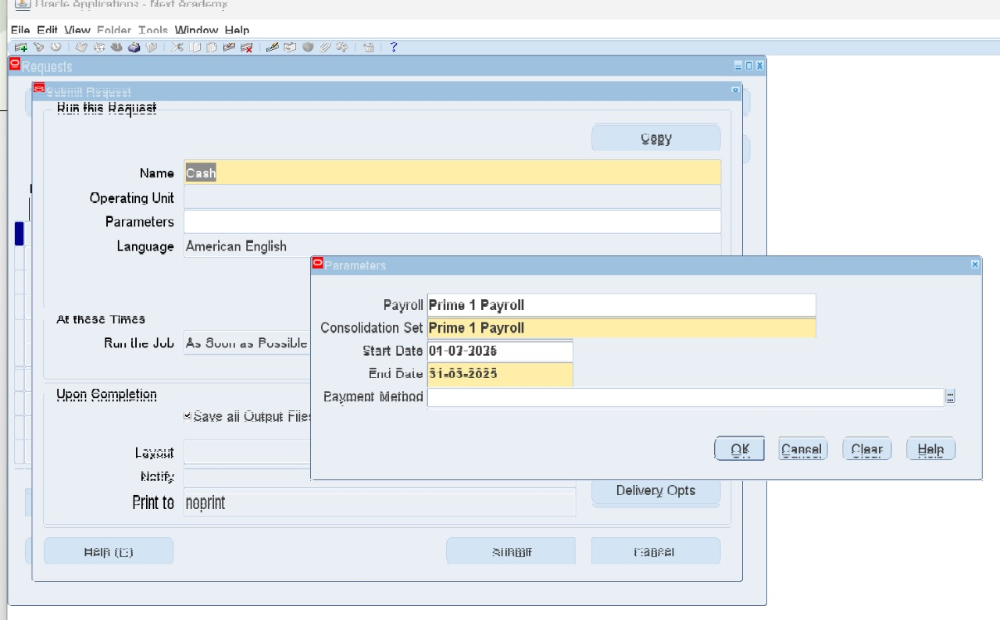 Oracle Applications - Next Academy
File Edit View Folder Tools Window Help
Requests
Submit Request
Run this Request
Copy
Name Cash
Operating Unit
Parameters
Language American English
Parameters
Payroll Prime 1 Payroll
Consolidation Set Prime 1 Payroll
Start Date
End Date 31-03-2025
Payment Method
OK Cancel Clear Help
At these Times
Run the Job As Soon as Possible
Upon Completion
Save all Output Files
Layout
Notify
Print to noprint
Delivery Opts
Help (C) Submit Cancel